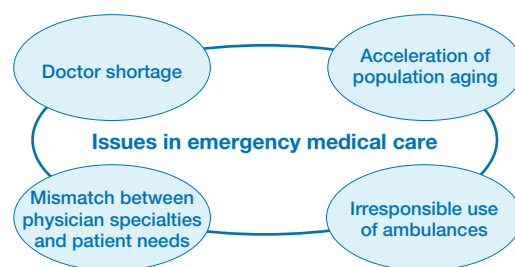 Doctor shortage
Acceleration of
population aging
Issues in emergency medical care
Mismatch between
physician specialties
and patient needs
Irresponsible use
of ambulances